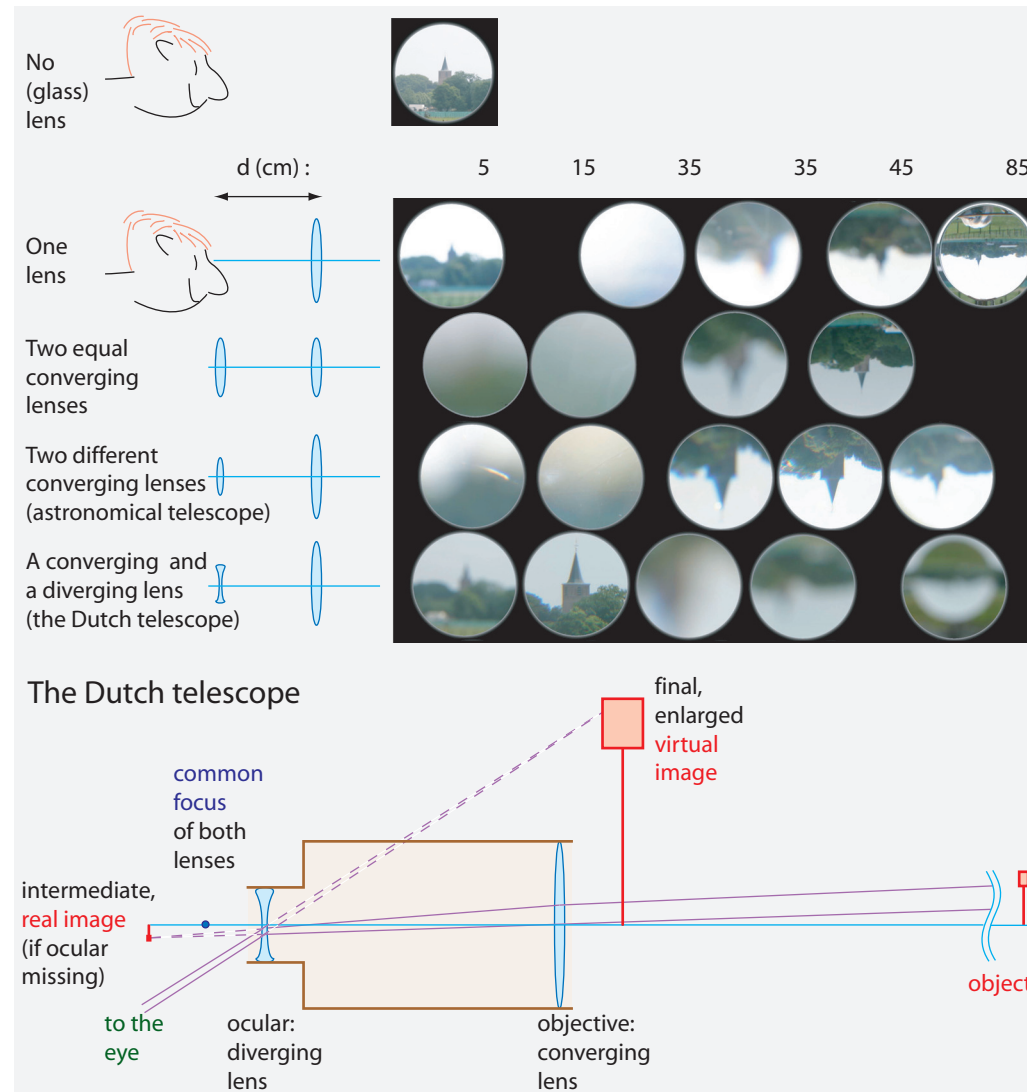 No
(glass)
lens
d (cm) :
5
15
35
35
45
85
One
lens
Two equal
converging
lenses
Two different
converging lenses
(astronomical telescope)
A converging and
a diverging lens
(the Dutch telescope)
The Dutch telescope
final,
enlarged
virtual
image
common
focus
of both
lenses
intermediate,
real image
(if ocular
missing)
object
to the
eye
ocular:
diverging
lens
objective:
converging
lens